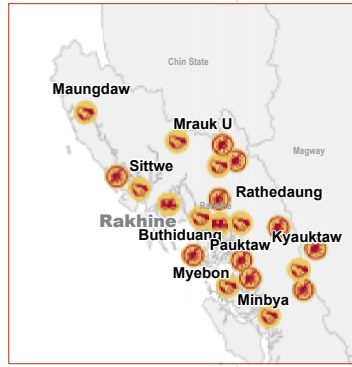 Chin State
Maungdaw
Mrauk U
Magway
Sittwe
Rathedaung
Rakhine
Buthiduang
Kyauktaw
Pauktaw
Myebon
Minbya